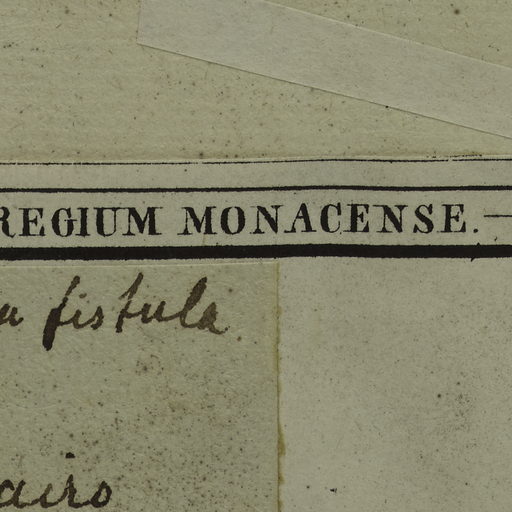 REGIUM MONACENSE.
a fistula
airo